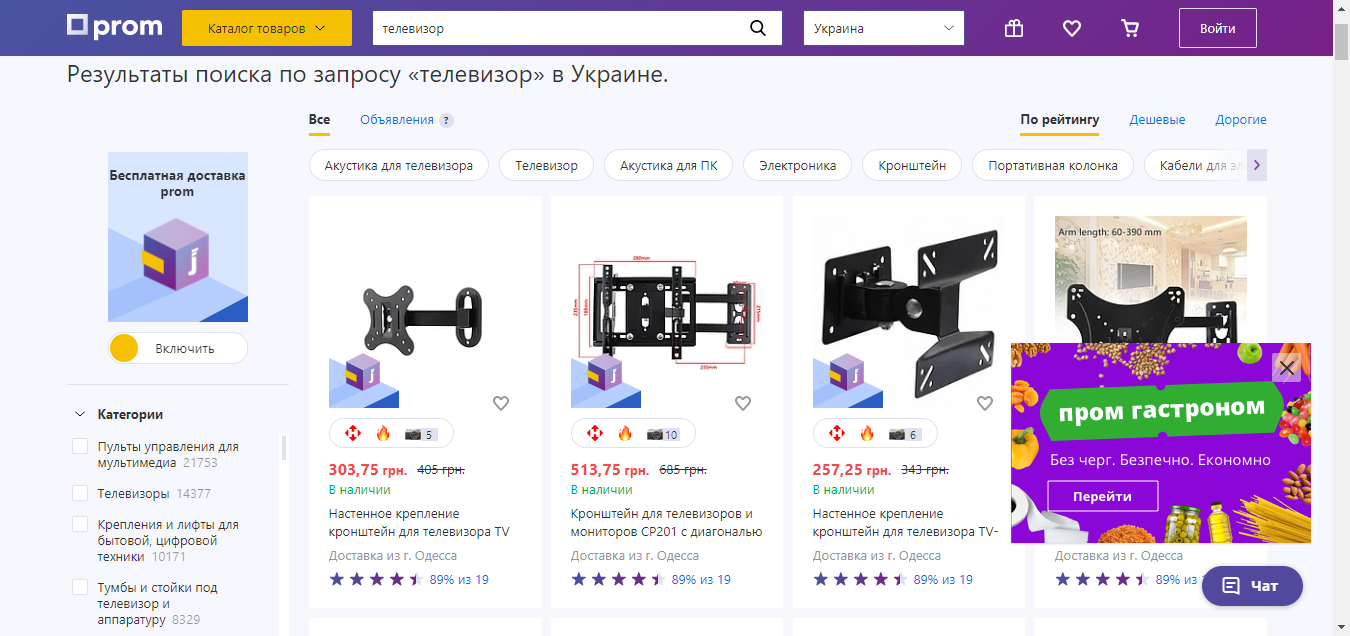 prom
Каталог товаров
телевизор
Украина
Войти
Результаты поиска по запросу «телевизор» в Украине.
Все
Объявления ?
По рейтингу
Дешевые
Дорогие
Бесплатная доставка
prom
Включить
Категории
Пульты управления для
мультимедиа 21753
Телевизоры 14377
Крепления и лифты для
бытовой, цифровой
техники 10171
Тумбы и стойки под
телевизор и
аппаратуру 8329
Акустика для телевизора
Телевизор
Акустика для ПК
Электроника
Кронштейн
Портативная колонка
Кабели для
5
303,75 грн. 405 грн.
В наличии
Настенное крепление
кронштейн для телевизора TV
Доставка из г. Одесса
89% из 19
10
513,75 грн. 685 грн.
В наличии
Кронштейн для телевизоров и
мониторов CP201 с диагональю
Доставка из г. Одесса
89% из 19
6
257,25 грн. 343 грн.
В наличии
Настенное крепление
кронштейн для телевизора TV-
Доставка из г. Одесса
89% из 19
Arm length: 60-390 mm
Доставка из г. Одесса
89% из
пром гастроном
Без черг. Безпечно. Економно
Перейти
Чат